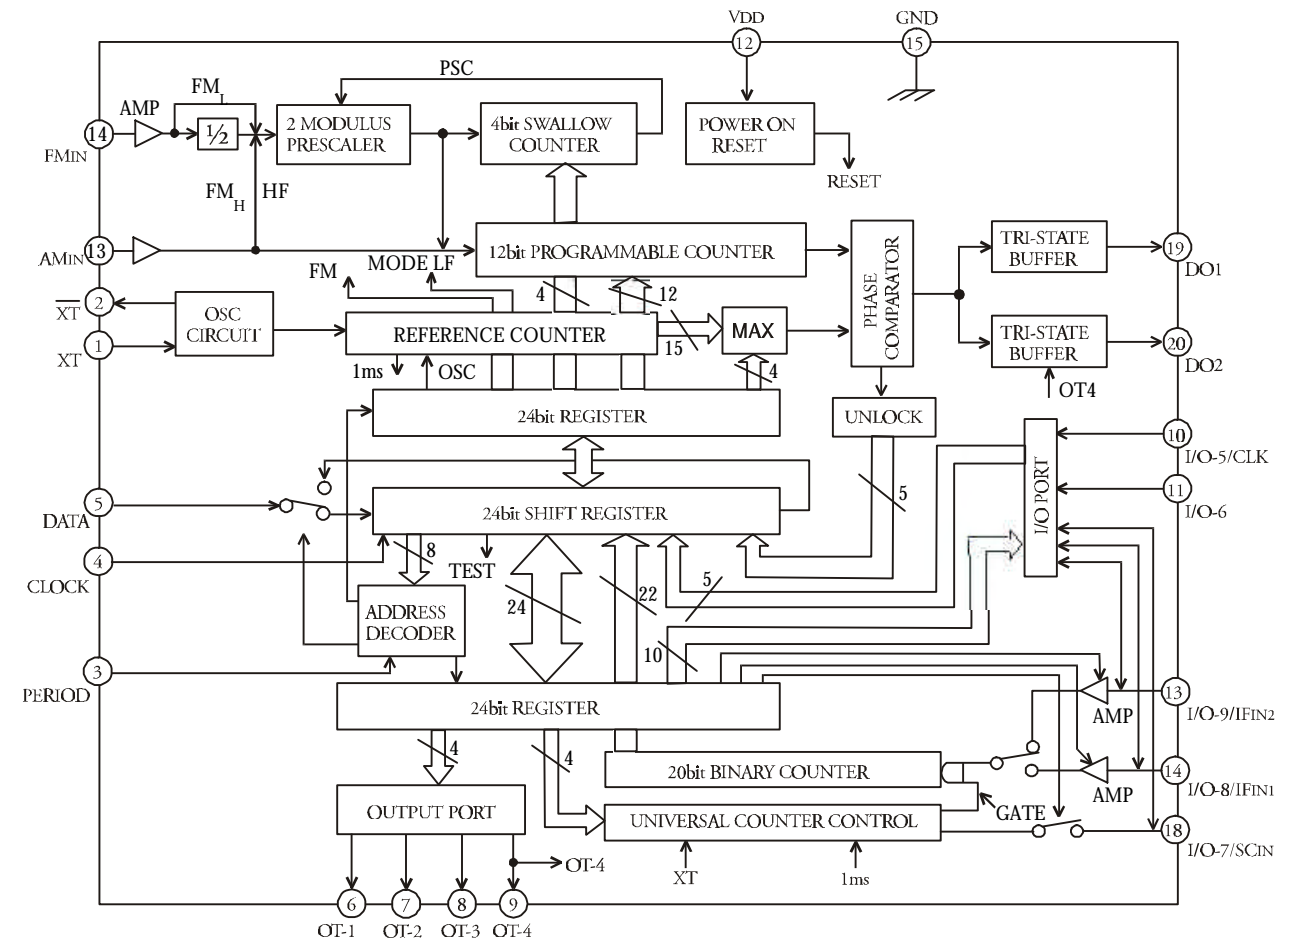 VDD
GND
12
15
PSC
FML
AMP
14
FMIN
1/2
2 MODULUS
PRESCALER
4bit SWALLOW
COUNTER
POWER ON
RESET
RESET
FMH
HF
13
AMIN
12bit PROGRAMMABLE COUNTER
PHASE
COMPARATOR
TRI-STATE
BUFFER
19
DO1
FM
MODE LF
4
12
2
XT
OSC
CIRCUIT
1
XT
REFERENCE COUNTER
15
MAX
TRI-STATE
BUFFER
20
DO2
1ms
OSC
4
OT4
24bit REGISTER
UNLOCK
10
I/O-5/CLK
I/O PORT
11
I/O-6
5
DATA
24bit SHIFT REGISTER
5
4
CLOCK
8
TEST
24
22
5
ADDRESS
DECODER
10
3
PERIOD
24bit REGISTER
13
AMP
I/O-9/IFIN2
4
4
20bit BINARY COUNTER
14
AMP
I/O-8/IFIN1
OUTPUT PORT
UNIVERSAL COUNTER CONTROL
GATE
18
I/O-7/SCIN
OT-4
XT
1ms
6
7
8
9
OT-1
OT-2
OT-3
OT-4